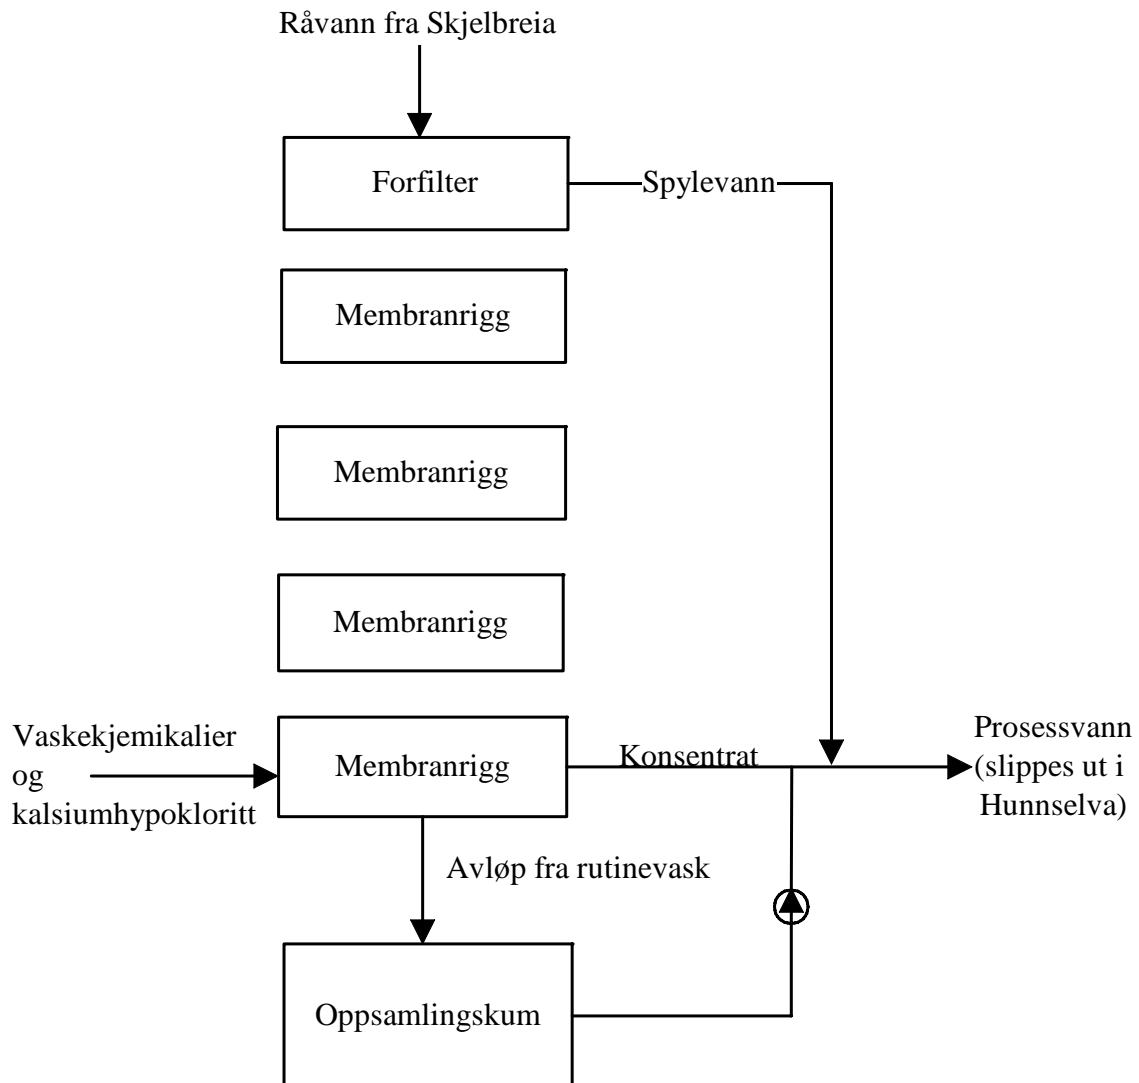 Råvann fra Skjelbreia
Forfilter
Spylevann
Membranrigg
Membranrigg
Membranrigg
Vaskekjemikalier
og
kalsiumhypokloritt
Membranrigg
Konsentrat
Prosessvann
(slippes ut i
Hunnselva)
Avløp fra rutinevask
Oppsamlingskum